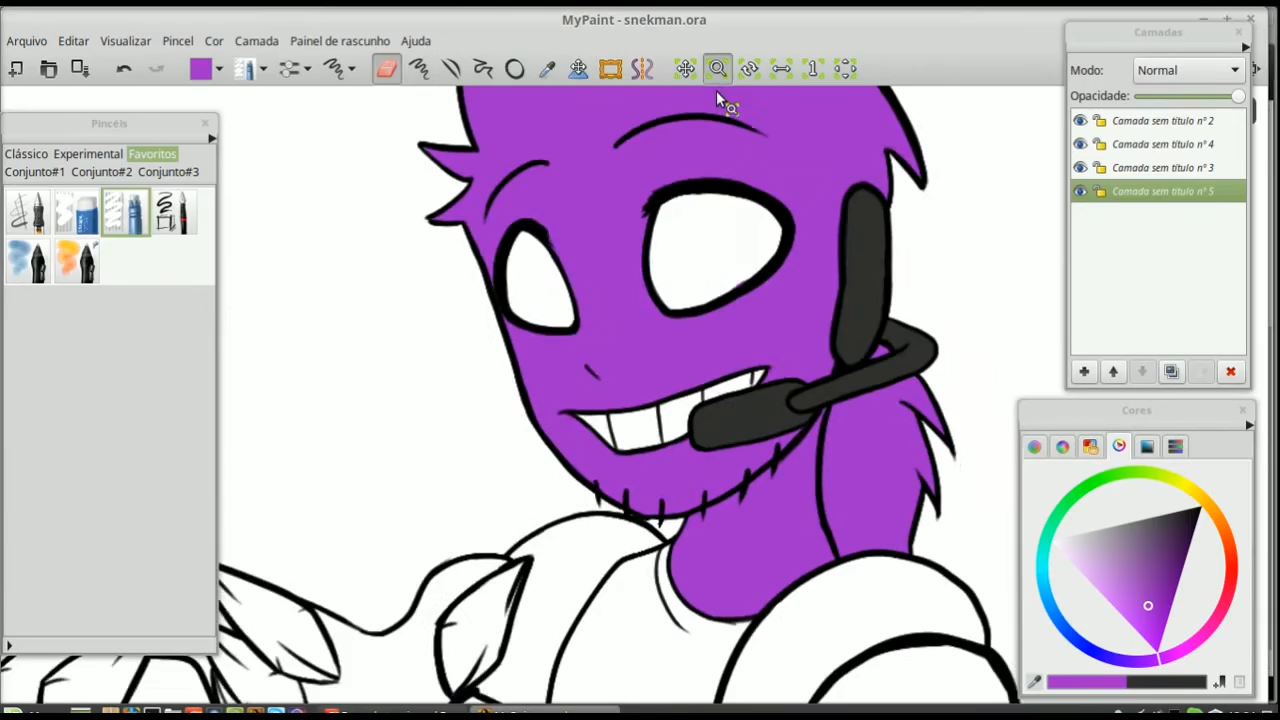 MyPaint - snekman.ora
Arquivo Editar Visualizar Pincel Cor Camada Painel de rascunho Ajuda
Camadas
Modo: Normal
Opacidade:
Camada sem título nº 2
Camada sem título nº 4
Camada sem título nº 3
Camada sem título nº 5
Pincéis
Clássico Experimental Favoritos
Conjunto#1 Conjunto#2 Conjunto#3
Cores